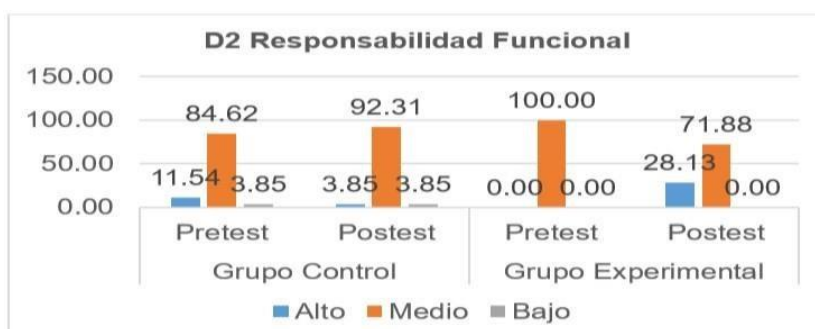 D2 Responsabilidad Funcional
150.00
100.00
50.00
0.00
11.54 84.62 3.85 3.85 92.31 3.85 0.00 100.00 0.00 28.13 71.88 0.00
Pretest Postest Pretest Postest
Grupo Control Grupo Experimental
Alto Medio Bajo